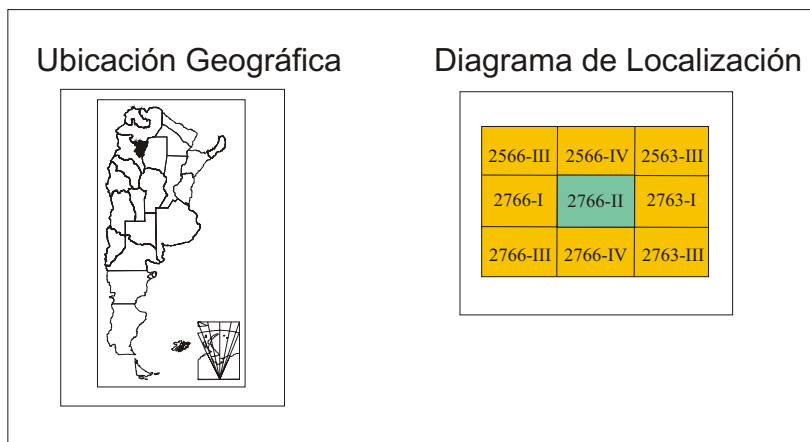 Ubicación Geográfica
Diagrama de Localización
2566-III 2566-IV 2563-III
2766-I 2766-II 2763-I
2766-III 2766-IV 2763-III